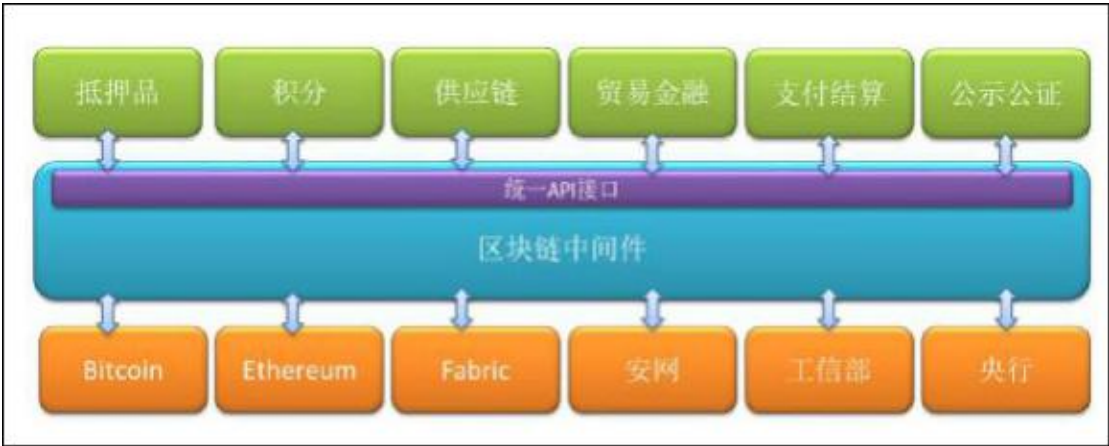 抵押品
积分
供应链
贸易金融
支付结算
公示公证
统一API接口
区块链中间件
Bitcoin
Ethereum
Fabric
安网
工信部
央行